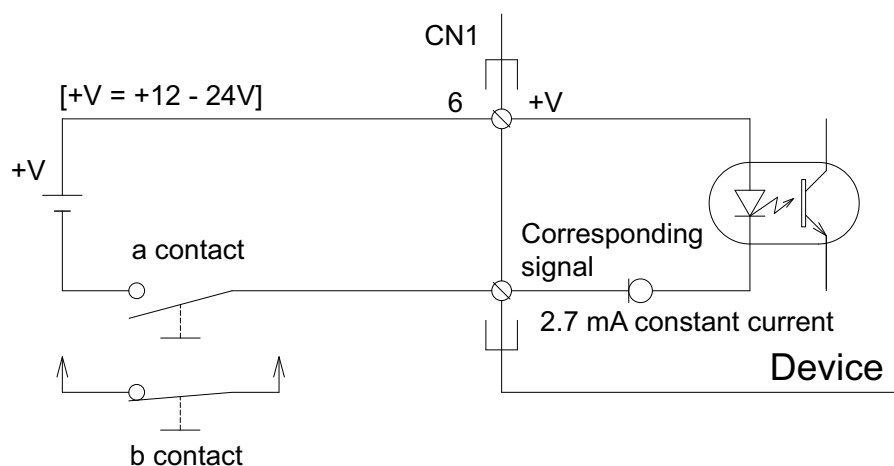 CN1
[+V = +12 - 24V]
6
+V
+V
a contact
Corresponding
signal
2.7 mA constant current
Device
b contact